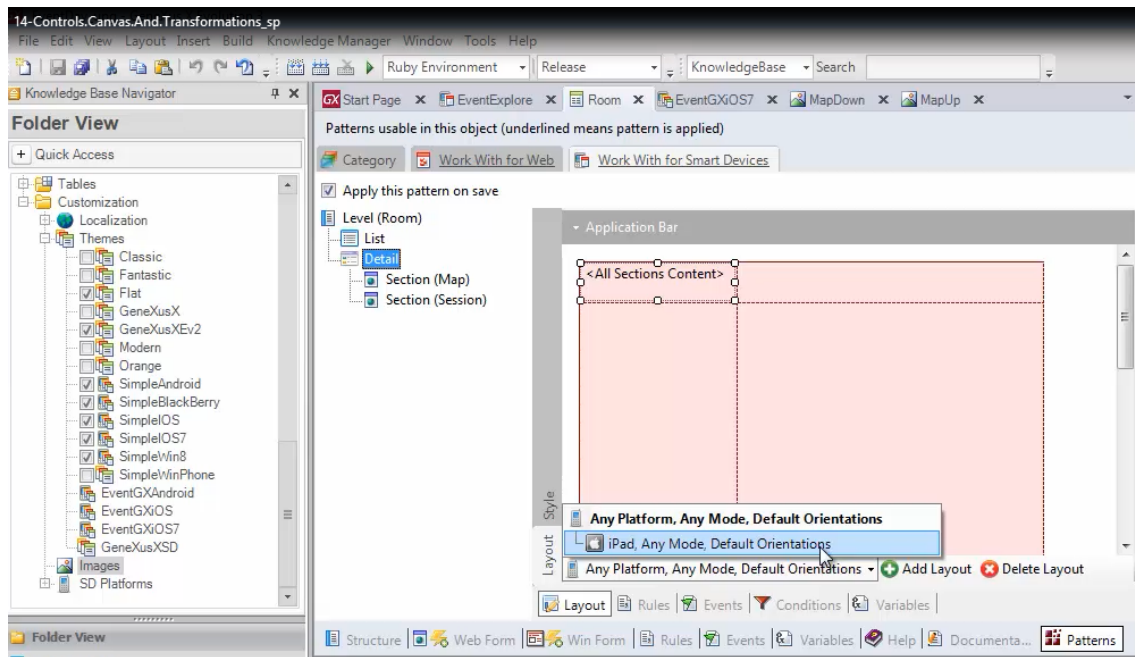 14-Controls.Canvas.And.Transformations_sp
File Edit View Layout Insert Build Knowledge Manager Window Tools Help
Ruby Environment Release KnowledgeBase Search
Knowledge Base Navigator
Folder View
Quick Access
Tables
Customization
Localization
Themes
Classic
Fantastic
Flat
GeneXusX
GeneXusXEv2
Modern
Orange
SimpleAndroid
SimpleBlackBerry
SimpleIOS
SimpleIOS7
SimpleWin8
SimpleWinPhone
EventGXAndroid
EventGXiOS
EventGXiOS7
GeneXusXSD
Images
SD Platforms
Folder View
GX Start Page EventExplore Room EventGXiOS7 MapDown MapUp
Patterns usable in this object (underlined means pattern is applied)
Category Work With for Web Work With for Smart Devices
Apply this pattern on save
Level (Room)
List
Detail
Section (Map)
Section (Session)
Application Bar
<All Sections Content>
Style
Layout
Any Platform, Any Mode, Default Orientations
iPad, Any Mode, Default Orientations
Any Platform, Any Mode, Default Orientations Add Layout Delete Layout
Layout Rules Events Conditions Variables
Structure Web Form Win Form Rules Events Variables Help Documenta... Patterns